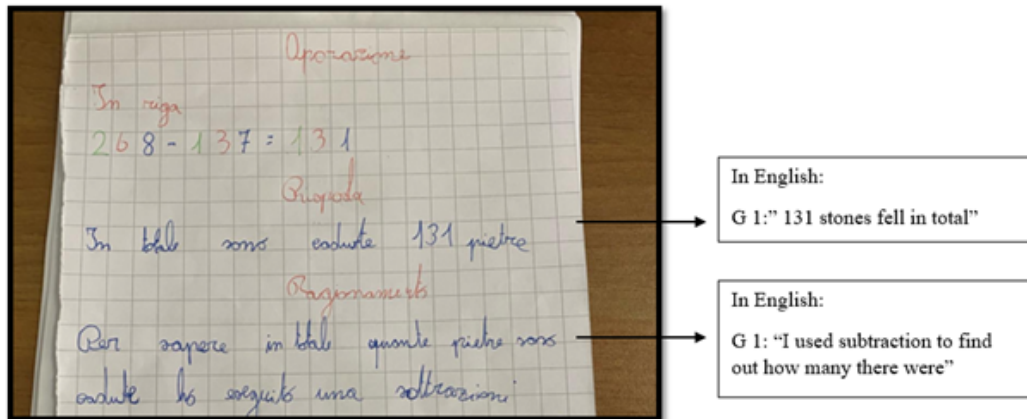 Operazione
In riga
268-137=131
Risposta
In totale sono cadute 131 pietre
Ragionamento
Per sapere in totale quante pietre sono
cadute ho eseguito una sottrazioni
In English:
G 1:” 131 stones fell in total”
In English:
G 1: “I used subtraction to find
out how many there were”